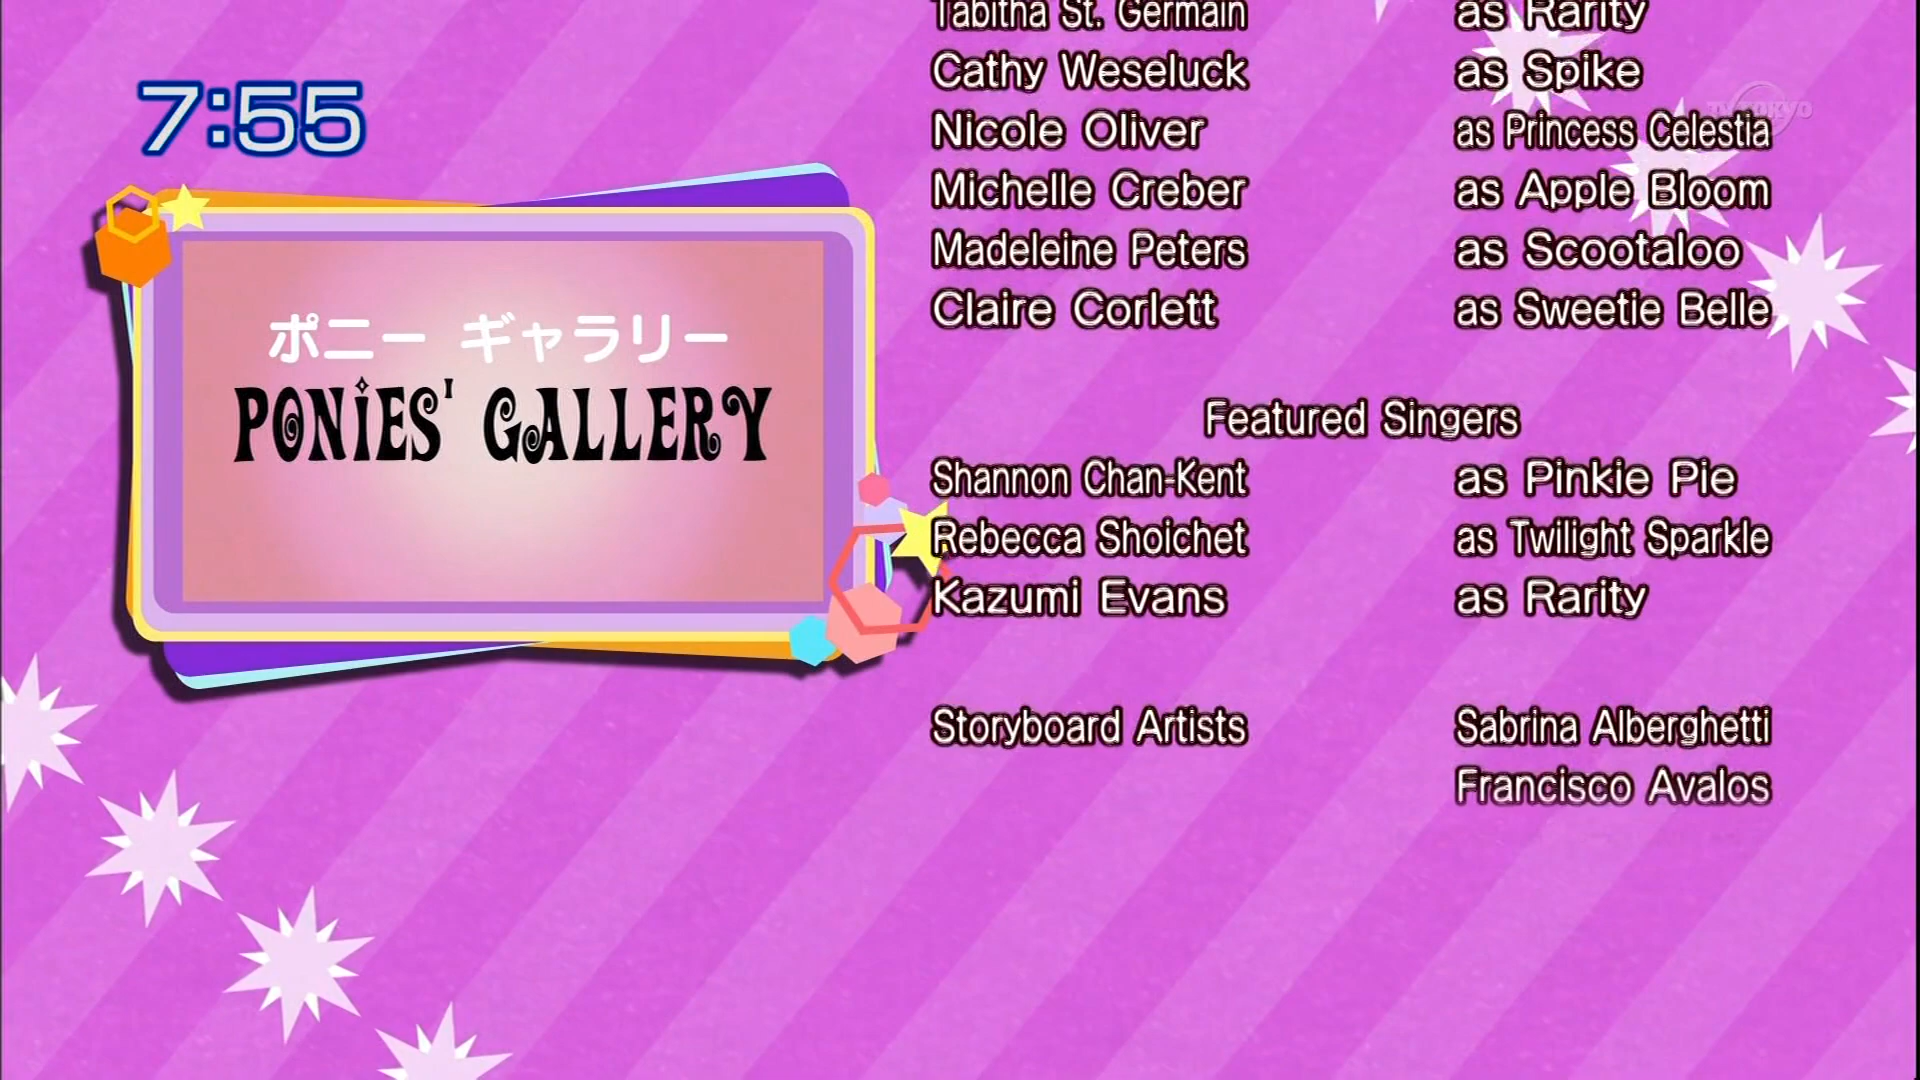 7:55
ポニー ギャラリー
PONiES' GALLERY
Tabitha St. Germain as Rarity
Cathy Weseluck as Spike
Nicole Oliver as Princess Celestia
Michelle Creber as Apple Bloom
Madeleine Peters as Scootaloo
Claire Corlett as Sweetie Belle
Featured Singers
Shannon Chan-Kent as Pinkie Pie
Rebecca Shoichet as Twilight Sparkle
Kazumi Evans as Rarity
Storyboard Artists Sabrina Alberghetti
Francisco Avalos
TV TOKYO